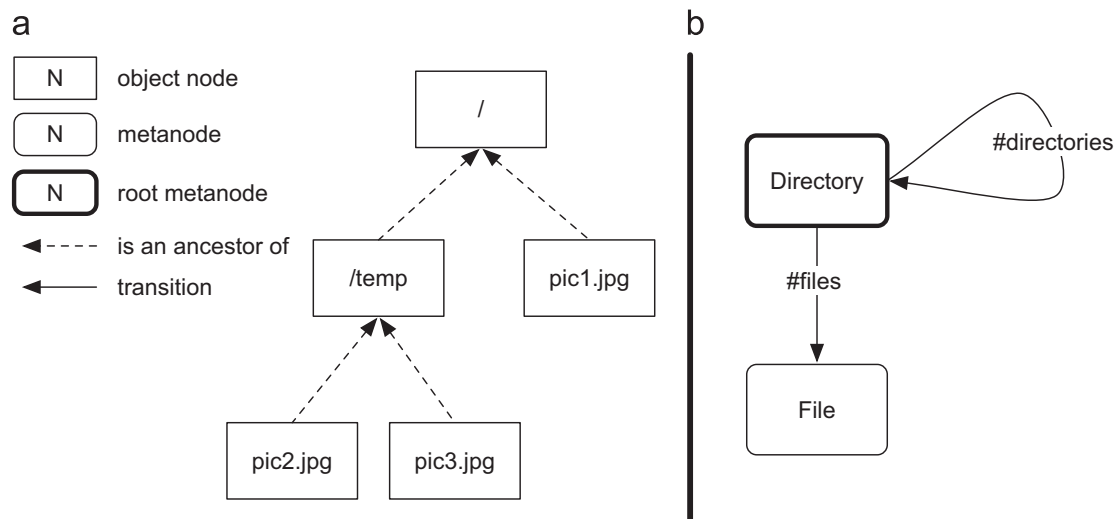 a
N object node
N metanode
N root metanode
is an ancestor of
transition
/
/temp
pic1.jpg
pic2.jpg
pic3.jpg
b
Directory
#directories
#files
File